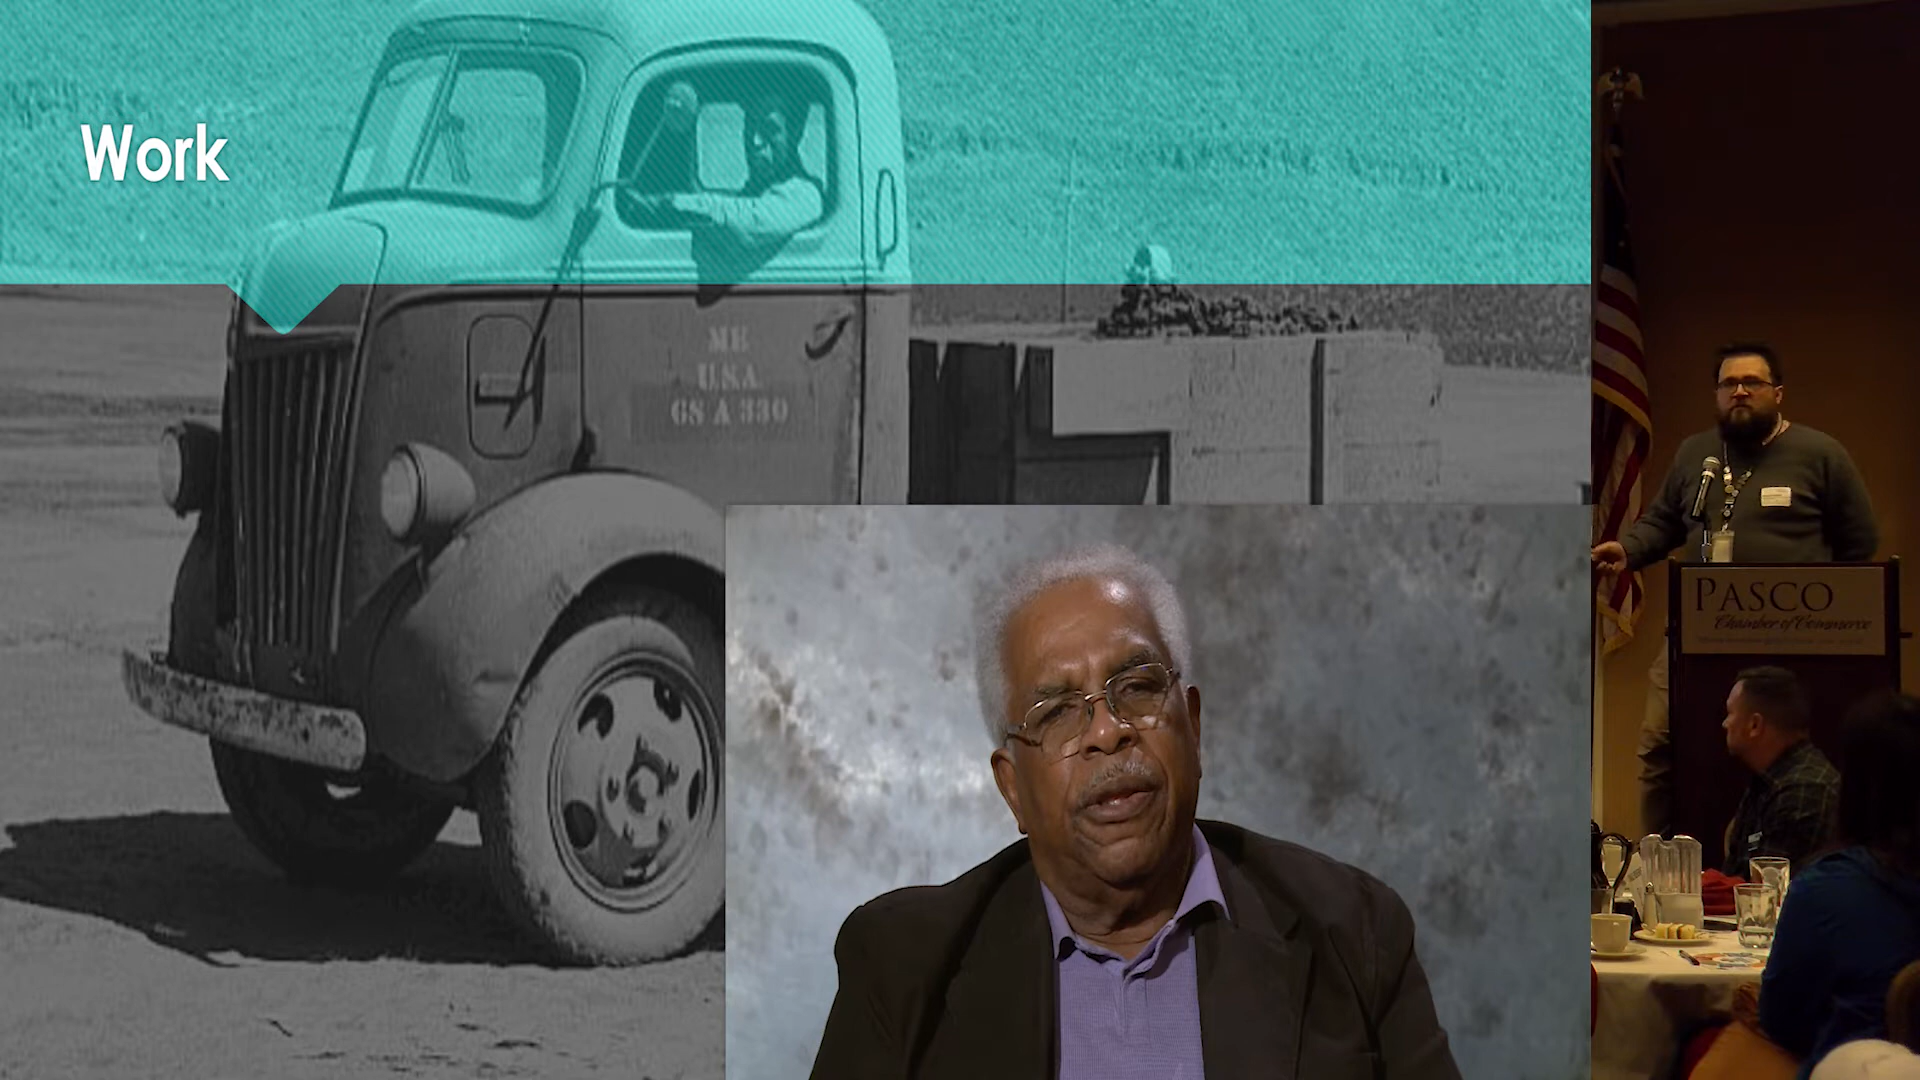 Work
ME
U.S.A.
GS A 330
PASCO
Chamber of Commerce